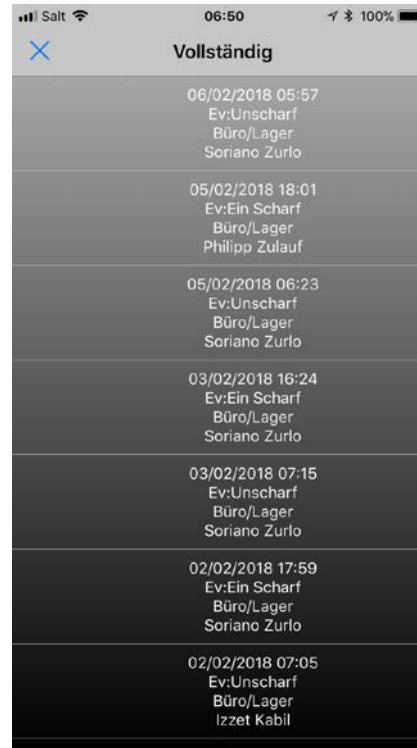 Salt
06:50
100%
Vollständig
06/02/2018 05:57
Ev:Unscharf
Büro/Lager
Soriano Zurlo
05/02/2018 18:01
Ev:Ein Scharf
Büro/Lager
Philipp Zulauf
05/02/2018 06:23
Ev:Unscharf
Büro/Lager
Soriano Zurlo
03/02/2018 16:24
Ev:Ein Scharf
Büro/Lager
Soriano Zurlo
03/02/2018 07:15
Ev:Unscharf
Büro/Lager
Soriano Zurlo
02/02/2018 17:59
Ev:Ein Scharf
Büro/Lager
Soriano Zurlo
02/02/2018 07:05
Ev:Unscharf
Büro/Lager
Izzet Kabil